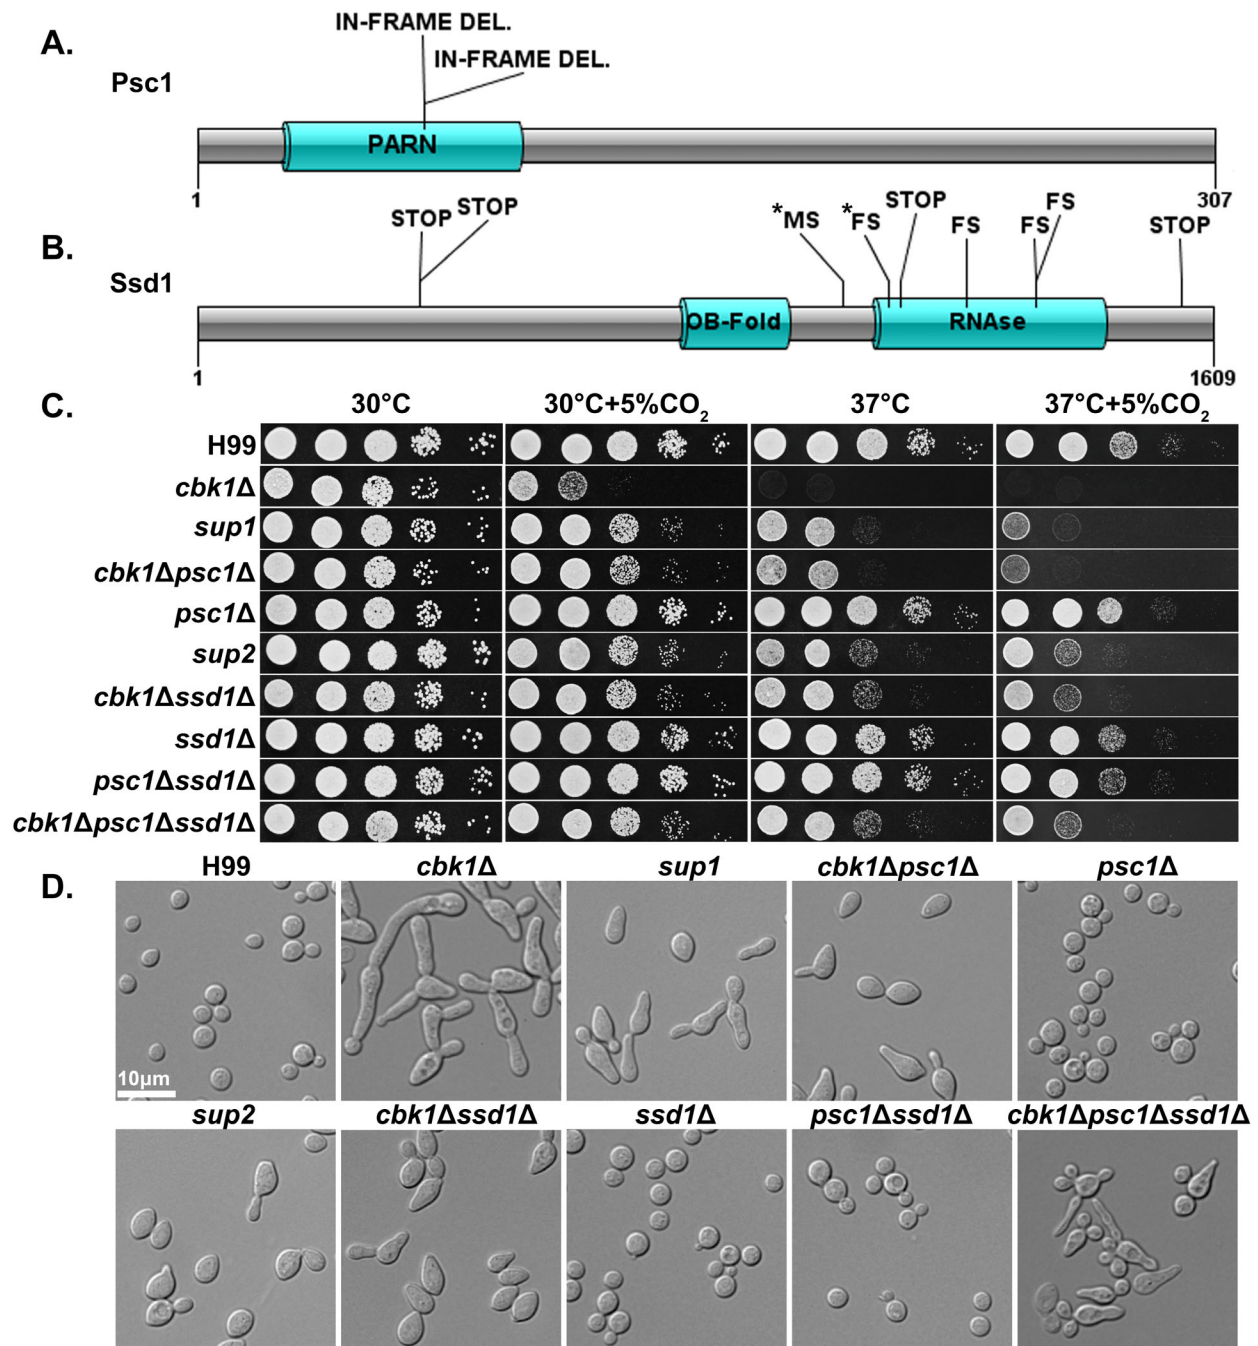 A.
Psc1
IN-FRAME DEL.
IN-FRAME DEL.
PARN
1
307
B.
Ssd1
STOP
STOP
*MS
*FS
STOP
FS
FS
FS
STOP
OB-Fold
RNAse
1
1609
C.
30°C
30°C+5%CO₂
37°C
37°C+5%CO₂
H99
cbk1Δ
sup1
cbk1Δpsc1Δ
psc1Δ
sup2
cbk1Δssd1Δ
ssd1Δ
psc1Δssd1Δ
cbk1Δpsc1Δssd1Δ
D.
H99
cbk1Δ
sup1
cbk1Δpsc1Δ
psc1Δ
10µm
sup2
cbk1Δssd1Δ
ssd1Δ
psc1Δssd1Δ
cbk1Δpsc1Δssd1Δ